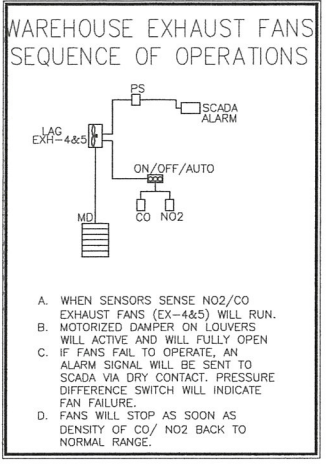 WAREHOUSE EXHAUST FANS
SEQUENCE OF OPERATIONS
PS
SCADA
ALARM
LAG
EXH-4&5
ON/OFF/AUTO
MD
CO NO2
A. WHEN SENSORS SENSE NO2/CO
EXHAUST FANS (EX-4&5) WILL RUN.
B. MOTORIZED DAMPER ON LOUVERS
WILL ACTIVE AND WILL FULLY OPEN
C. IF FANS FAIL TO OPERATE, AN
ALARM SIGNAL WILL BE SENT TO
SCADA VIA DRY CONTACT. PRESSURE
DIFFERENCE SWITCH WILL INDICATE
FAN FAILURE.
D. FANS WILL STOP AS SOON AS
DENSITY OF CO/ NO2 BACK TO
NORMAL RANGE.